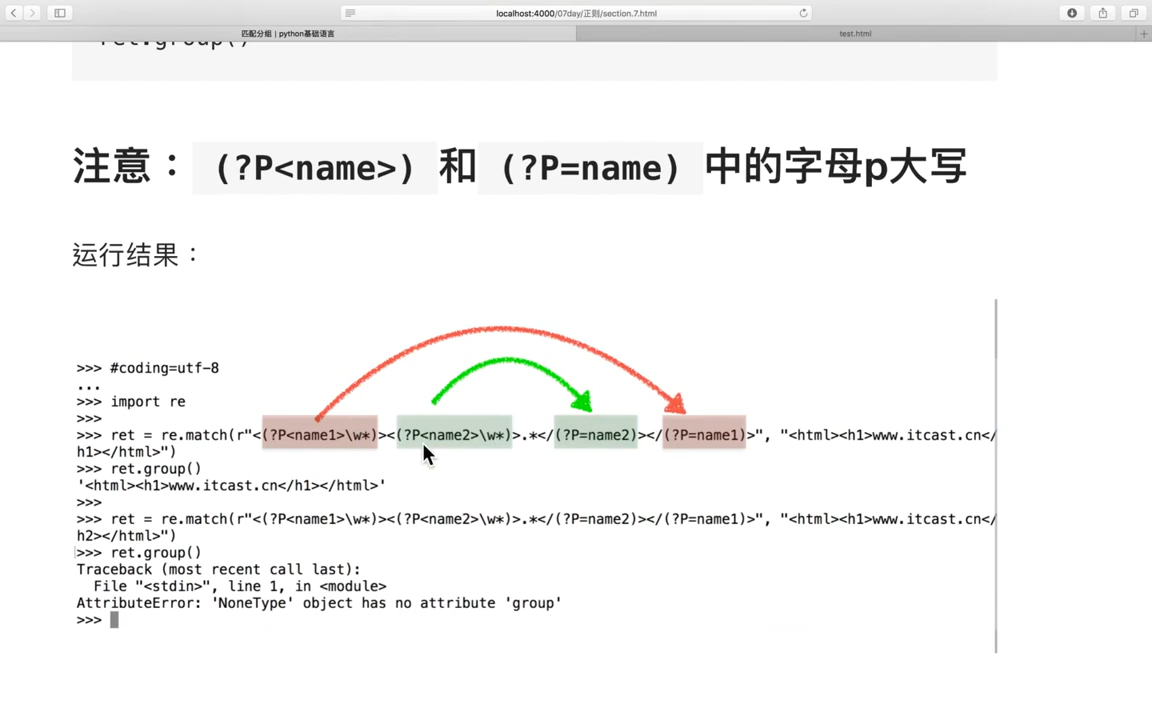 localhost:4000/07day/正则/section.7.html
匹配分组 | python基础语言
test.html
ret.group()
注意：(?P<name>) 和 (?P=name) 中的字母p大写
运行结果：
>>> #coding=utf-8
...
>>> import re
>>>
>>> ret = re.match(r"<(?P<name1>\w*)><(?P<name2>\w*)>.*</(?P=name2)></(?P=name1)>", "<html><h1>www.itcast.cn</
h1></html>")
>>> ret.group()
'<html><h1>www.itcast.cn</h1></html>'
>>>
>>> ret = re.match(r"<(?P<name1>\w*)><(?P<name2>\w*)>.*</(?P=name2)></(?P=name1)>", "<html><h1>www.itcast.cn</
h2></html>")
>>> ret.group()
Traceback (most recent call last):
File "<stdin>", line 1, in <module>
AttributeError: 'NoneType' object has no attribute 'group'
>>>